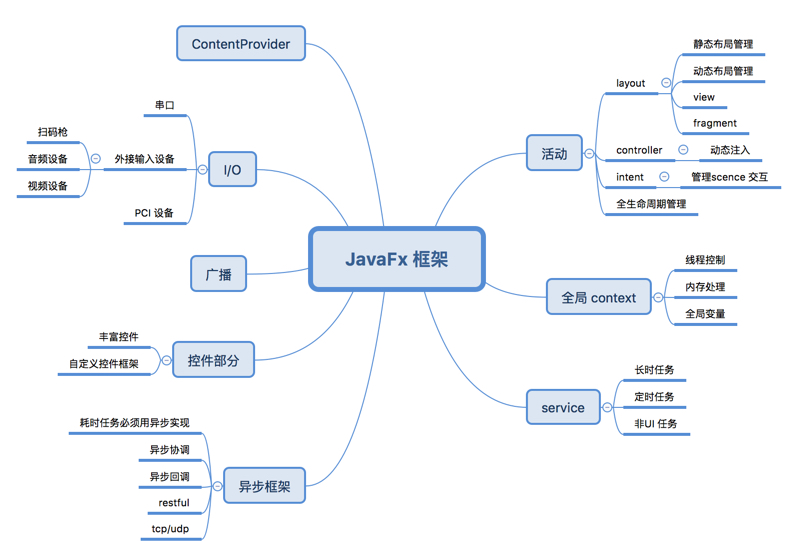 JavaFx 框架
ContentProvider
I/O
串口
外接输入设备
扫码枪
音频设备
视频设备
PCI 设备
广播
控件部分
丰富控件
自定义控件框架
异步框架
耗时任务必须用异步实现
异步协调
异步回调
restful
tcp/udp
活动
layout
静态布局管理
动态布局管理
view
fragment
controller
动态注入
intent
管理scence 交互
全生命周期管理
全局 context
线程控制
内存处理
全局变量
service
长时任务
定时任务
非UI 任务